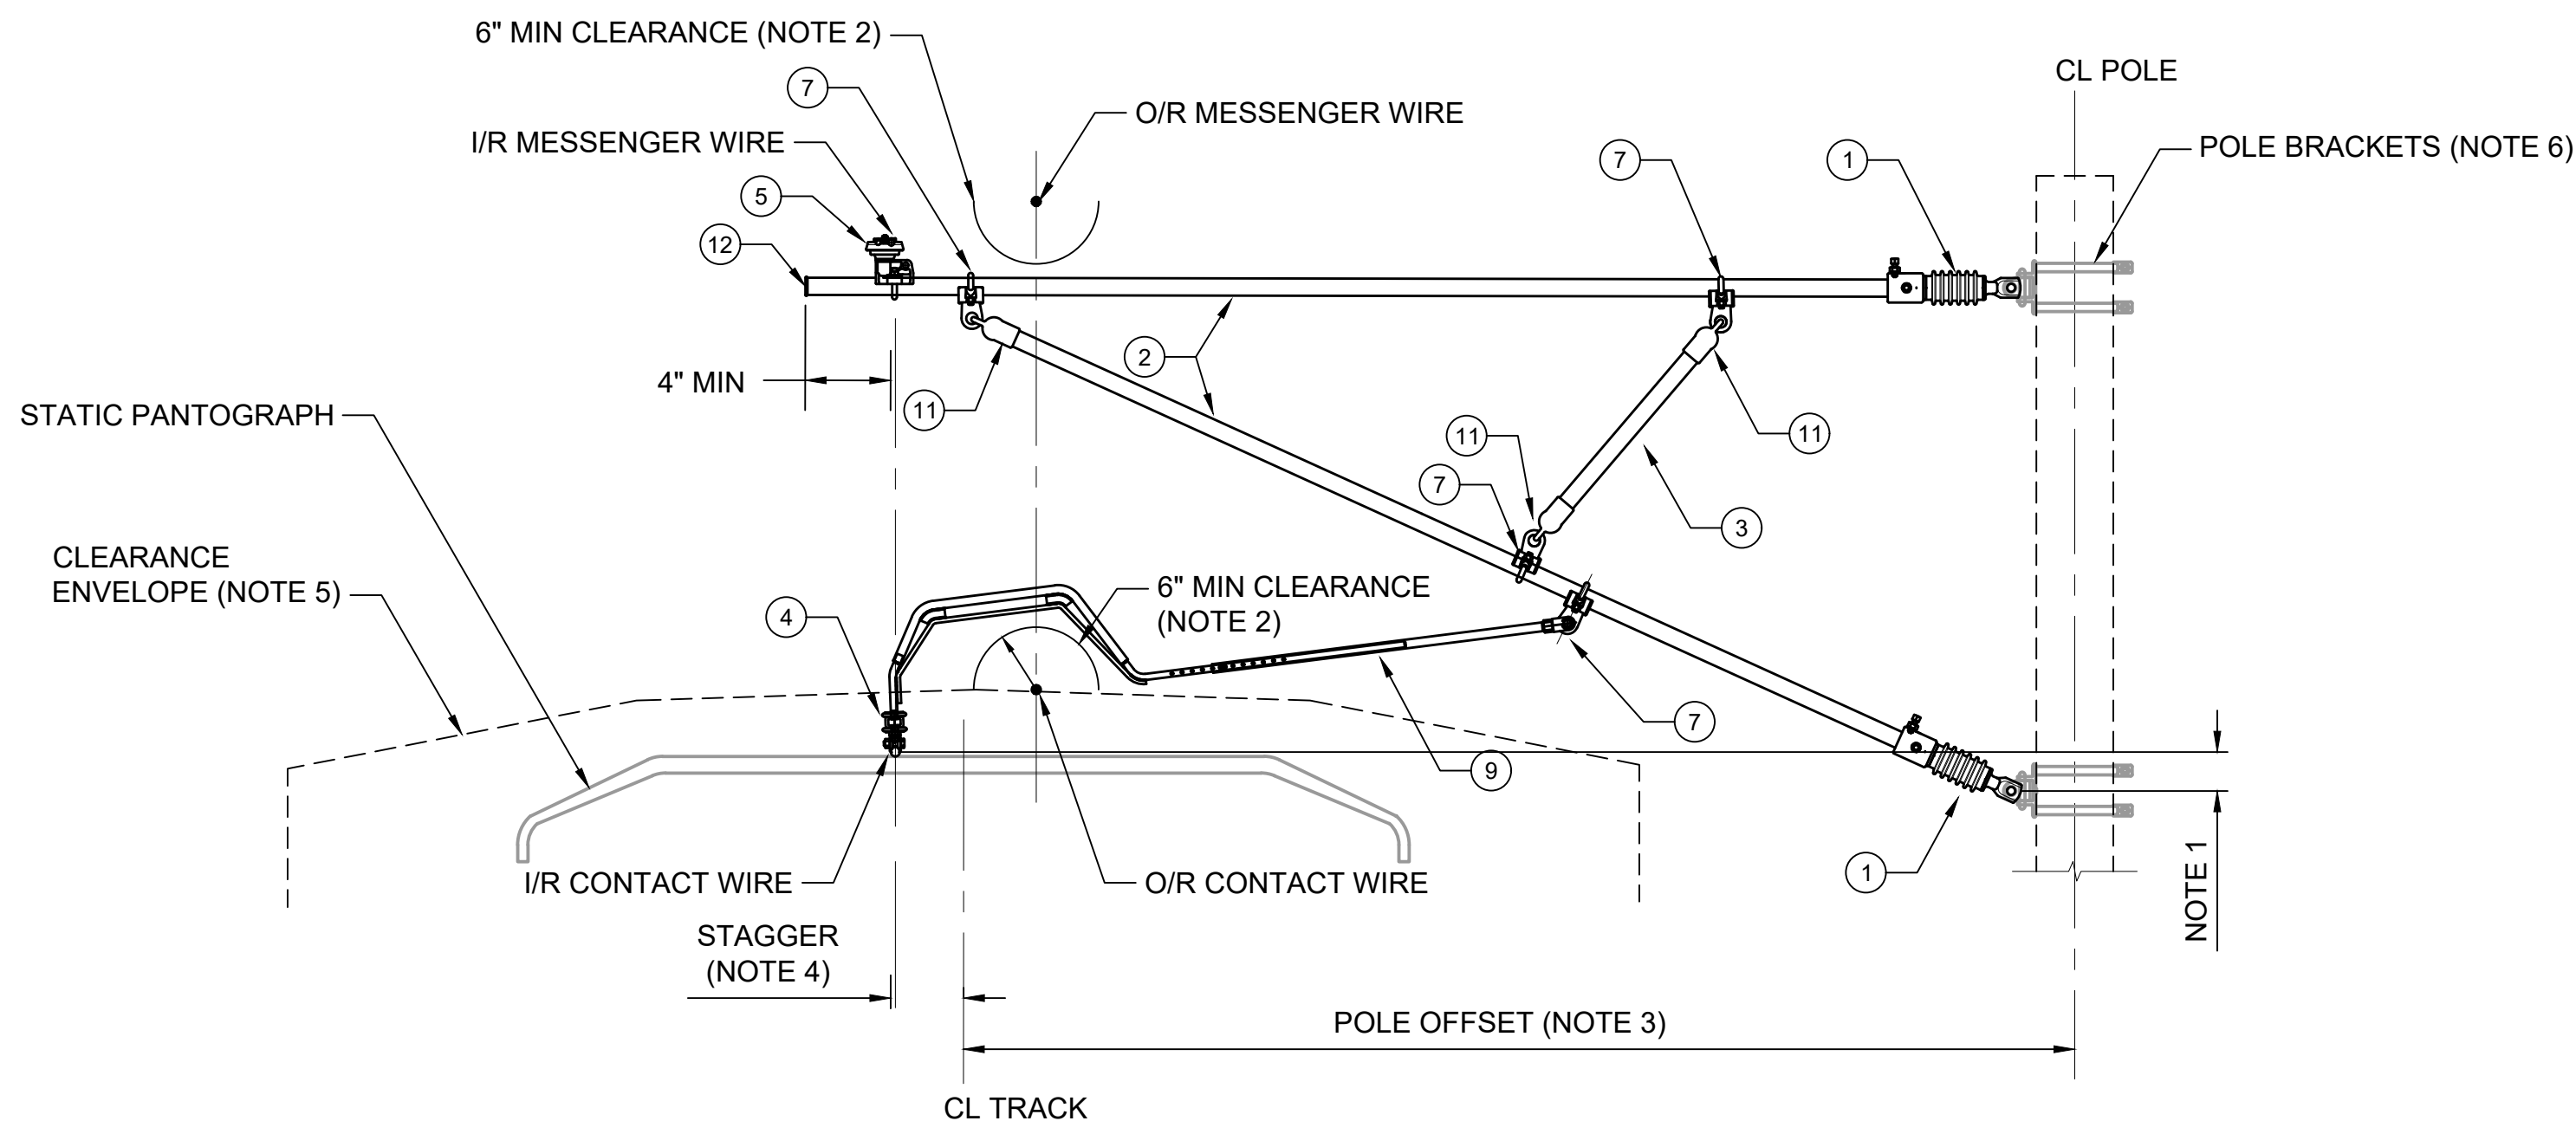 6" MIN CLEARANCE (NOTE 2)
CL POLE
7
O/R MESSENGER WIRE
I/R MESSENGER WIRE
7
1
POLE BRACKETS (NOTE 6)
5
12
2
4" MIN
11
STATIC PANTOGRAPH
11
11
7
3
CLEARANCE
ENVELOPE (NOTE 5)
4
6" MIN CLEARANCE
(NOTE 2)
7
9
1
I/R CONTACT WIRE
O/R CONTACT WIRE
NOTE 1
STAGGER
(NOTE 4)
POLE OFFSET (NOTE 3)
CL TRACK